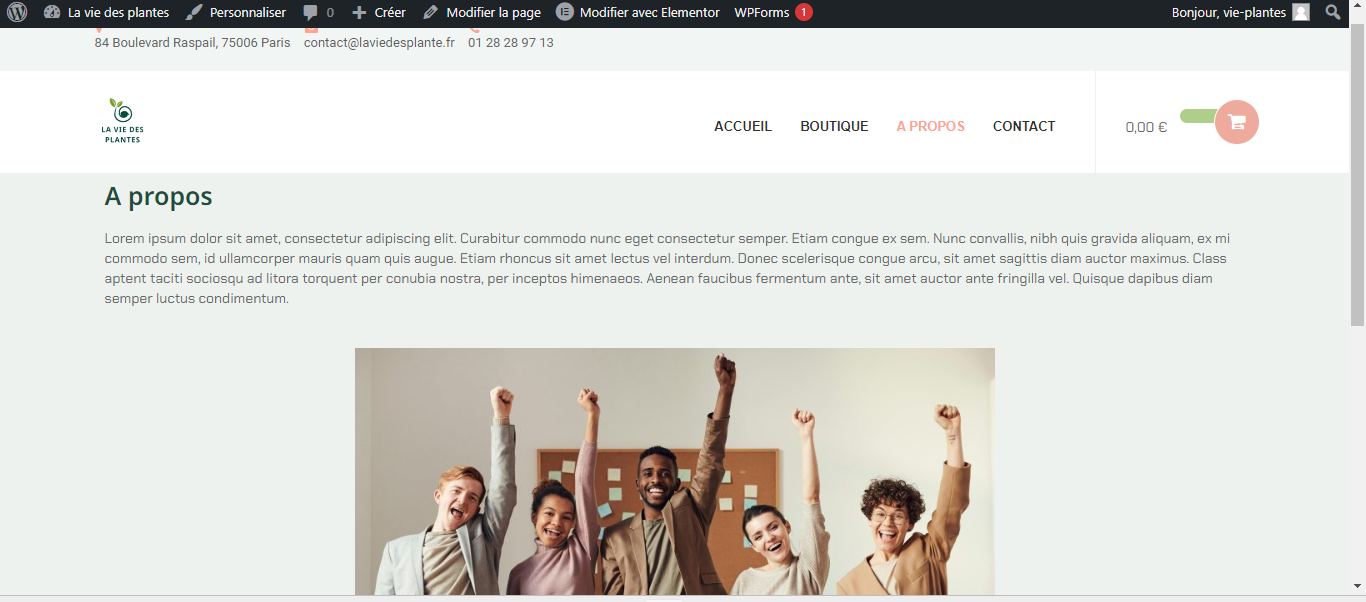 La vie des plantes Personnaliser 0 Créer Modifier la page Modifier avec Elementor WPForms 1 Bonjour, vie-plantes
84 Boulevard Raspail, 75006 Paris contact@laviedesplante.fr 01 28 28 97 13
LA VIE DES
PLANTES
ACCUEIL BOUTIQUE A PROPOS CONTACT 0,00 €
A propos
Lorem ipsum dolor sit amet, consectetur adipiscing elit. Curabitur commodo nunc eget consectetur semper. Etiam congue ex sem. Nunc convallis, nibh quis gravida aliquam, ex mi
commodo sem, id ullamcorper mauris quam quis augue. Etiam rhoncus sit amet lectus vel interdum. Donec scelerisque congue arcu, sit amet sagittis diam auctor maximus. Class
aptent taciti sociosqu ad litora torquent per conubia nostra, per inceptos himenaeos. Aenean faucibus fermentum ante, sit amet auctor ante fringilla vel. Quisque dapibus diam
semper luctus condimentum.